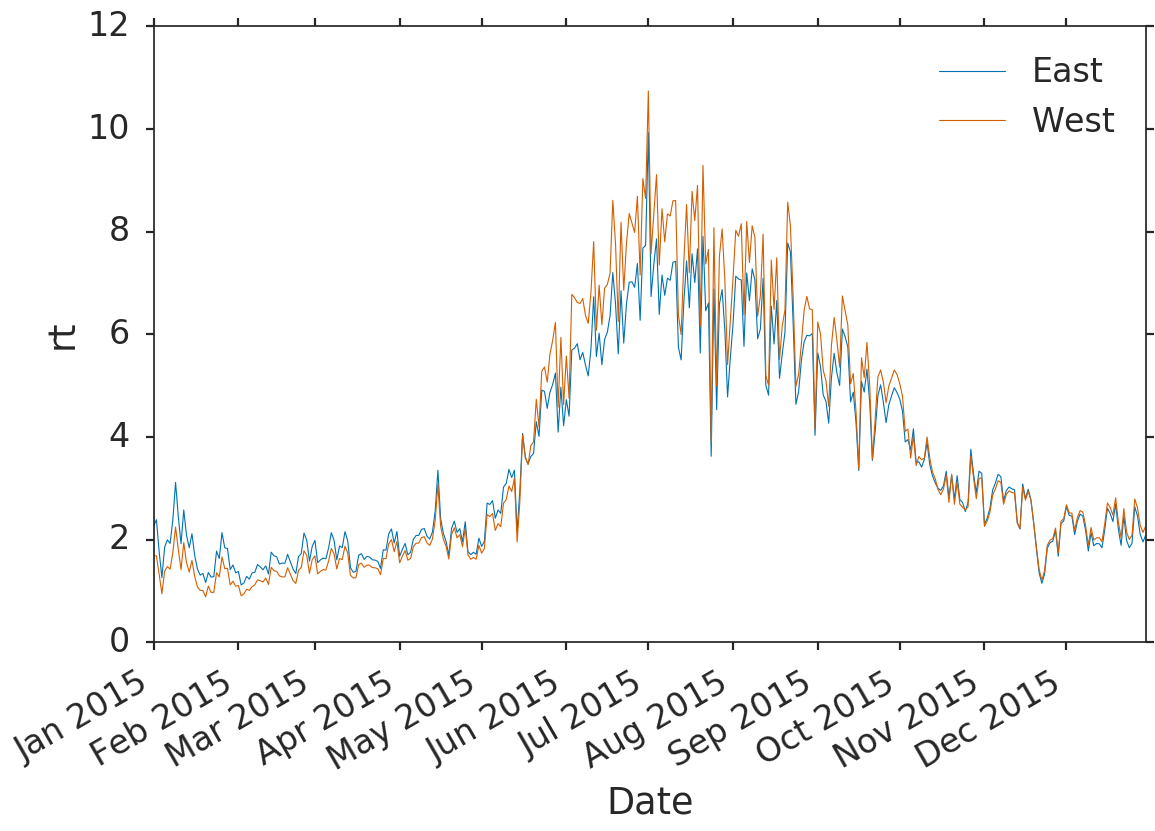 12
10
8
6
4
2
0
rt
East
West
Jan 2015
Feb 2015
Mar 2015
Apr 2015
May 2015
Jun 2015
Jul 2015
Aug 2015
Sep 2015
Oct 2015
Nov 2015
Dec 2015
Date